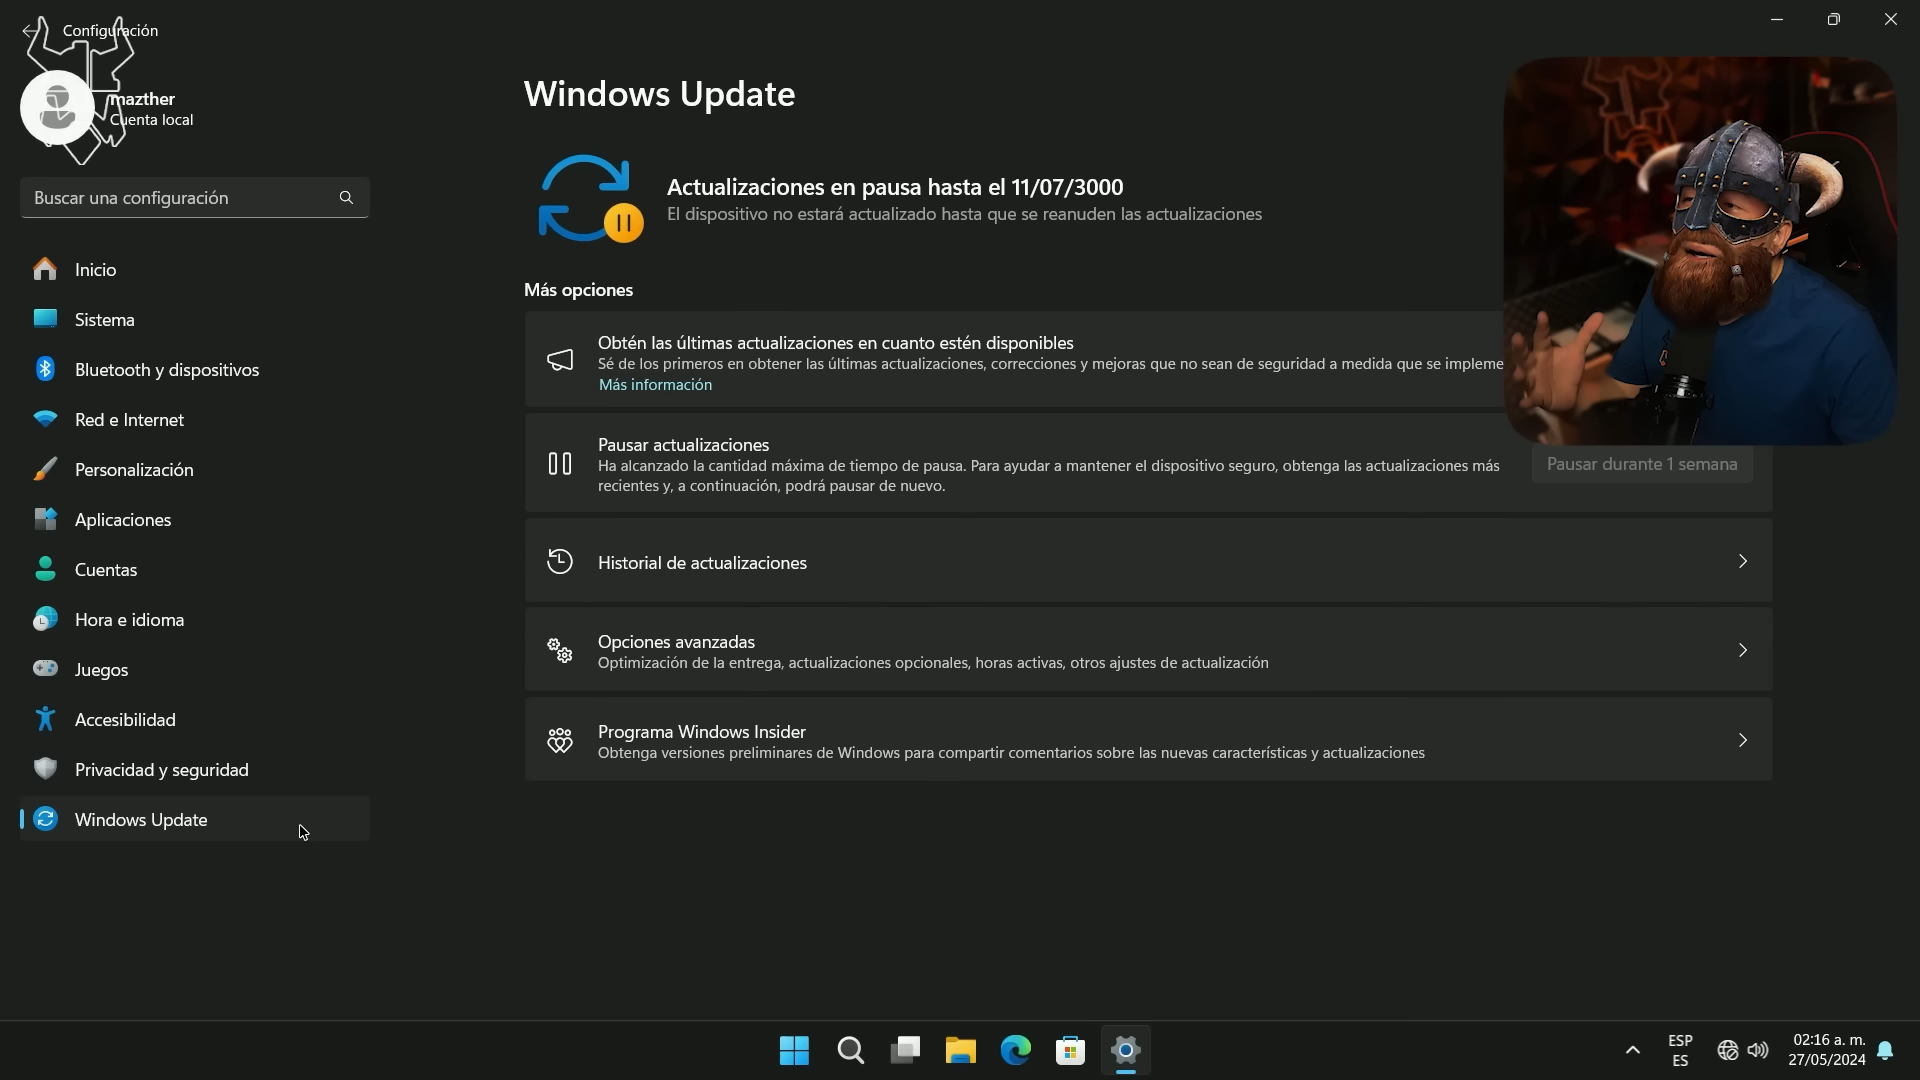 Configuración
mazther
Cuenta local
Buscar una configuración
Inicio
Sistema
Bluetooth y dispositivos
Red e Internet
Personalización
Aplicaciones
Cuentas
Hora e idioma
Juegos
Accesibilidad
Privacidad y seguridad
Windows Update
Windows Update
Actualizaciones en pausa hasta el 11/07/3000
El dispositivo no estará actualizado hasta que se reanuden las actualizaciones
Más opciones
Obtén las últimas actualizaciones en cuanto estén disponibles
Sé de los primeros en obtener las últimas actualizaciones, correcciones y mejoras que no sean de seguridad a medida que se impleme
Más información
Pausar actualizaciones
Ha alcanzado la cantidad máxima de tiempo de pausa. Para ayudar a mantener el dispositivo seguro, obtenga las actualizaciones más
recientes y, a continuación, podrá pausar de nuevo.
Pausar durante 1 semana
Historial de actualizaciones
Opciones avanzadas
Optimización de la entrega, actualizaciones opcionales, horas activas, otros ajustes de actualización
Programa Windows Insider
Obtenga versiones preliminares de Windows para compartir comentarios sobre las nuevas características y actualizaciones
ESP
ES
02:16 a. m.
27/05/2024